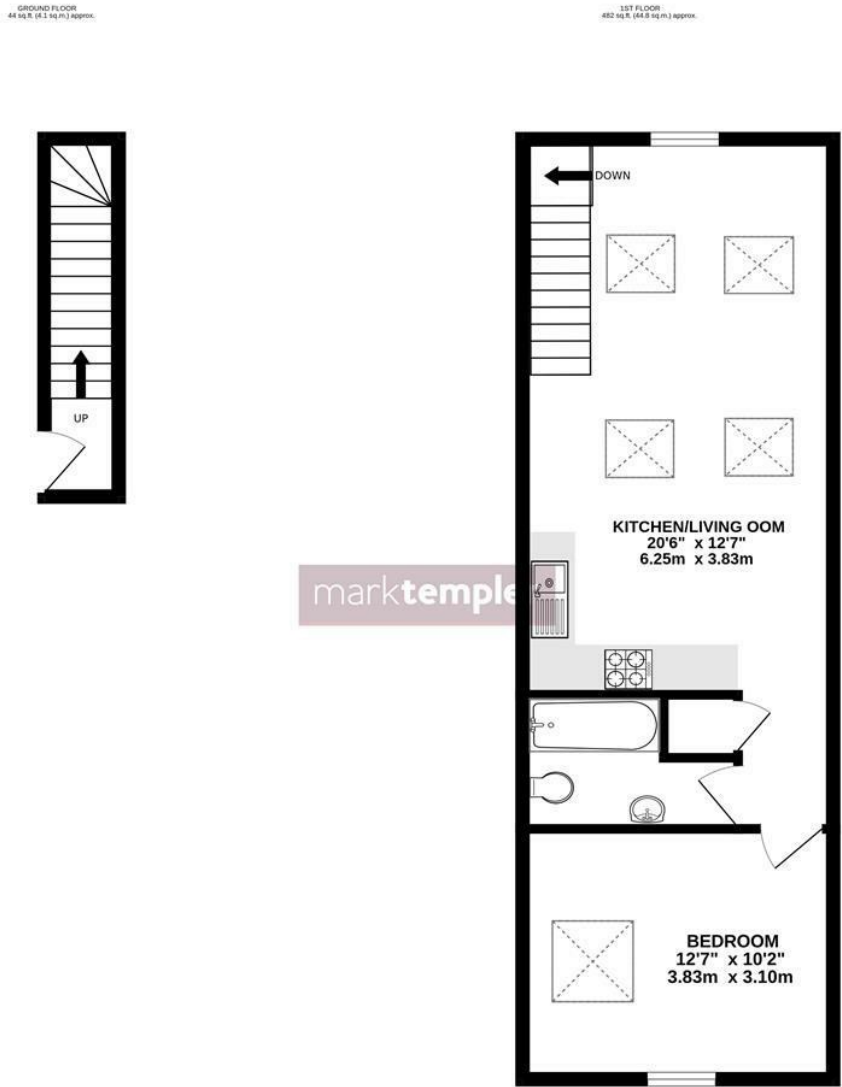 GROUND FLOOR
44 sq.ft. (4.1 sq.m.) approx.
1ST FLOOR
482 sq.ft. (44.8 sq.m.) approx.
DOWN
UP
KITCHEN/LIVING OOM
20'6" x 12'7"
6.25m x 3.83m
marktemple
BEDROOM
12'7" x 10'2"
3.83m x 3.10m